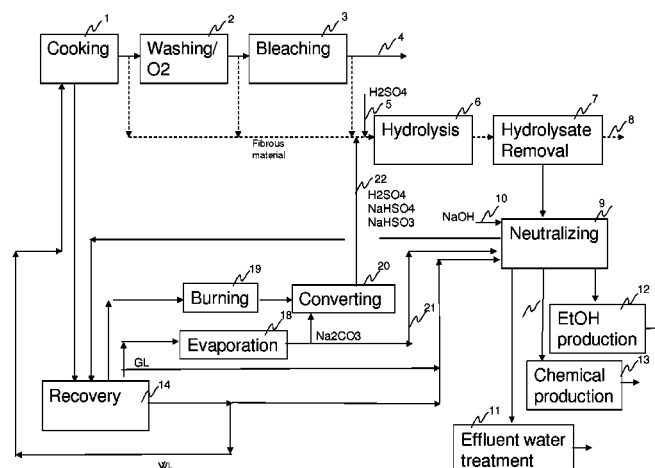 1
2
3
4
Cooking
Washing/
O2
Bleaching
H2SO4
5
6
7
8
Hydrolysis
Hydrolysate
Removal
Fibrous
material
22
H2SO4
NaHSO4
NaHSO3
10
NaOH
9
Neutralizing
19
20
Burning
Converting
21
18
Evaporation
Na2CO3
12
EtOH
production
GL
13
Chemical
production
14
Recovery
11
Effluent water
treatment
WL